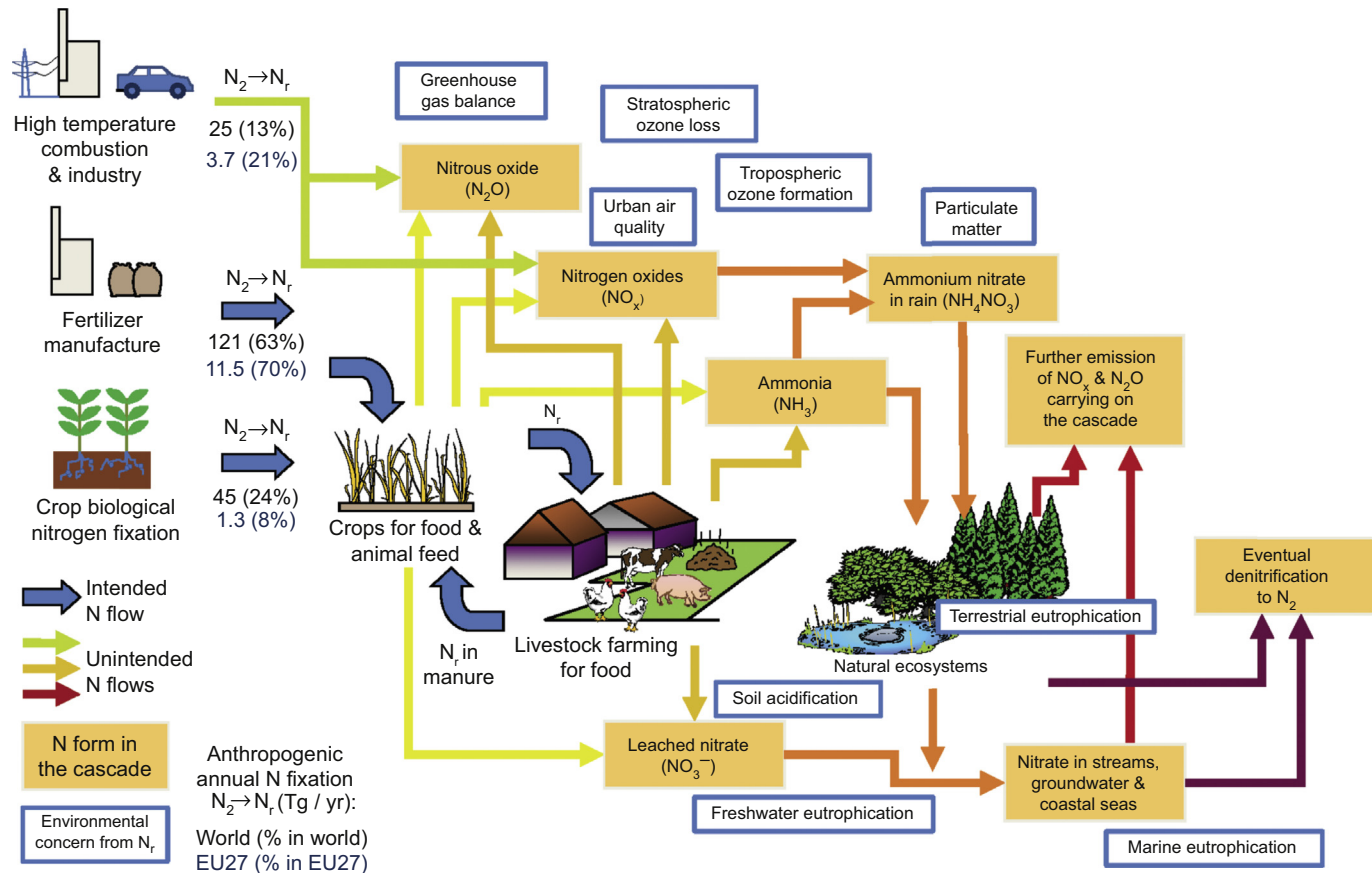 N₂→Nᵣ
25 (13%)
3.7 (21%)
High temperature
combustion
& industry
Greenhouse
gas balance
Stratospheric
ozone loss
Nitrous oxide
(N₂O)
Tropospheric
ozone formation
Urban air
quality
Particulate
matter
N₂→Nᵣ
121 (63%)
11.5 (70%)
Fertilizer
manufacture
Nitrogen oxides
(NOₓ)
Ammonium nitrate
in rain (NH₄NO₃)
Ammonia
(NH₃)
Further emission
of NOₓ & N₂O
carrying on
the cascade
N₂→Nᵣ
45 (24%)
1.3 (8%)
Crop biological
nitrogen fixation
Nᵣ
Crops for food &
animal feed
Nᵣ in
manure
Livestock farming
for food
Natural ecosystems
Terrestrial eutrophication
Eventual
denitrification
to N₂
Intended
N flow
Unintended
N flows
Soil acidification
Leached nitrate
(NO₃⁻)
Freshwater eutrophication
Nitrate in streams,
groundwater &
coastal seas
Marine eutrophication
N form in
the cascade
Environmental
concern from Nᵣ
Anthropogenic
annual N fixation
N₂→Nᵣ (Tg / yr):
World (% in world)
EU27 (% in EU27)